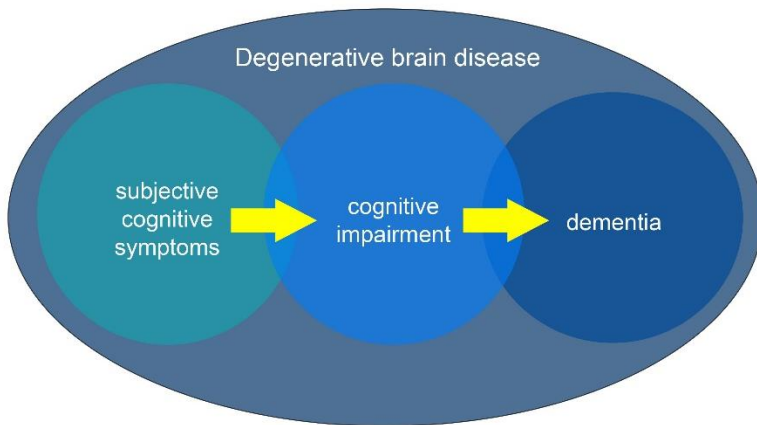 Degenerative brain disease
subjective
cognitive
symptoms
cognitive
impairment
dementia